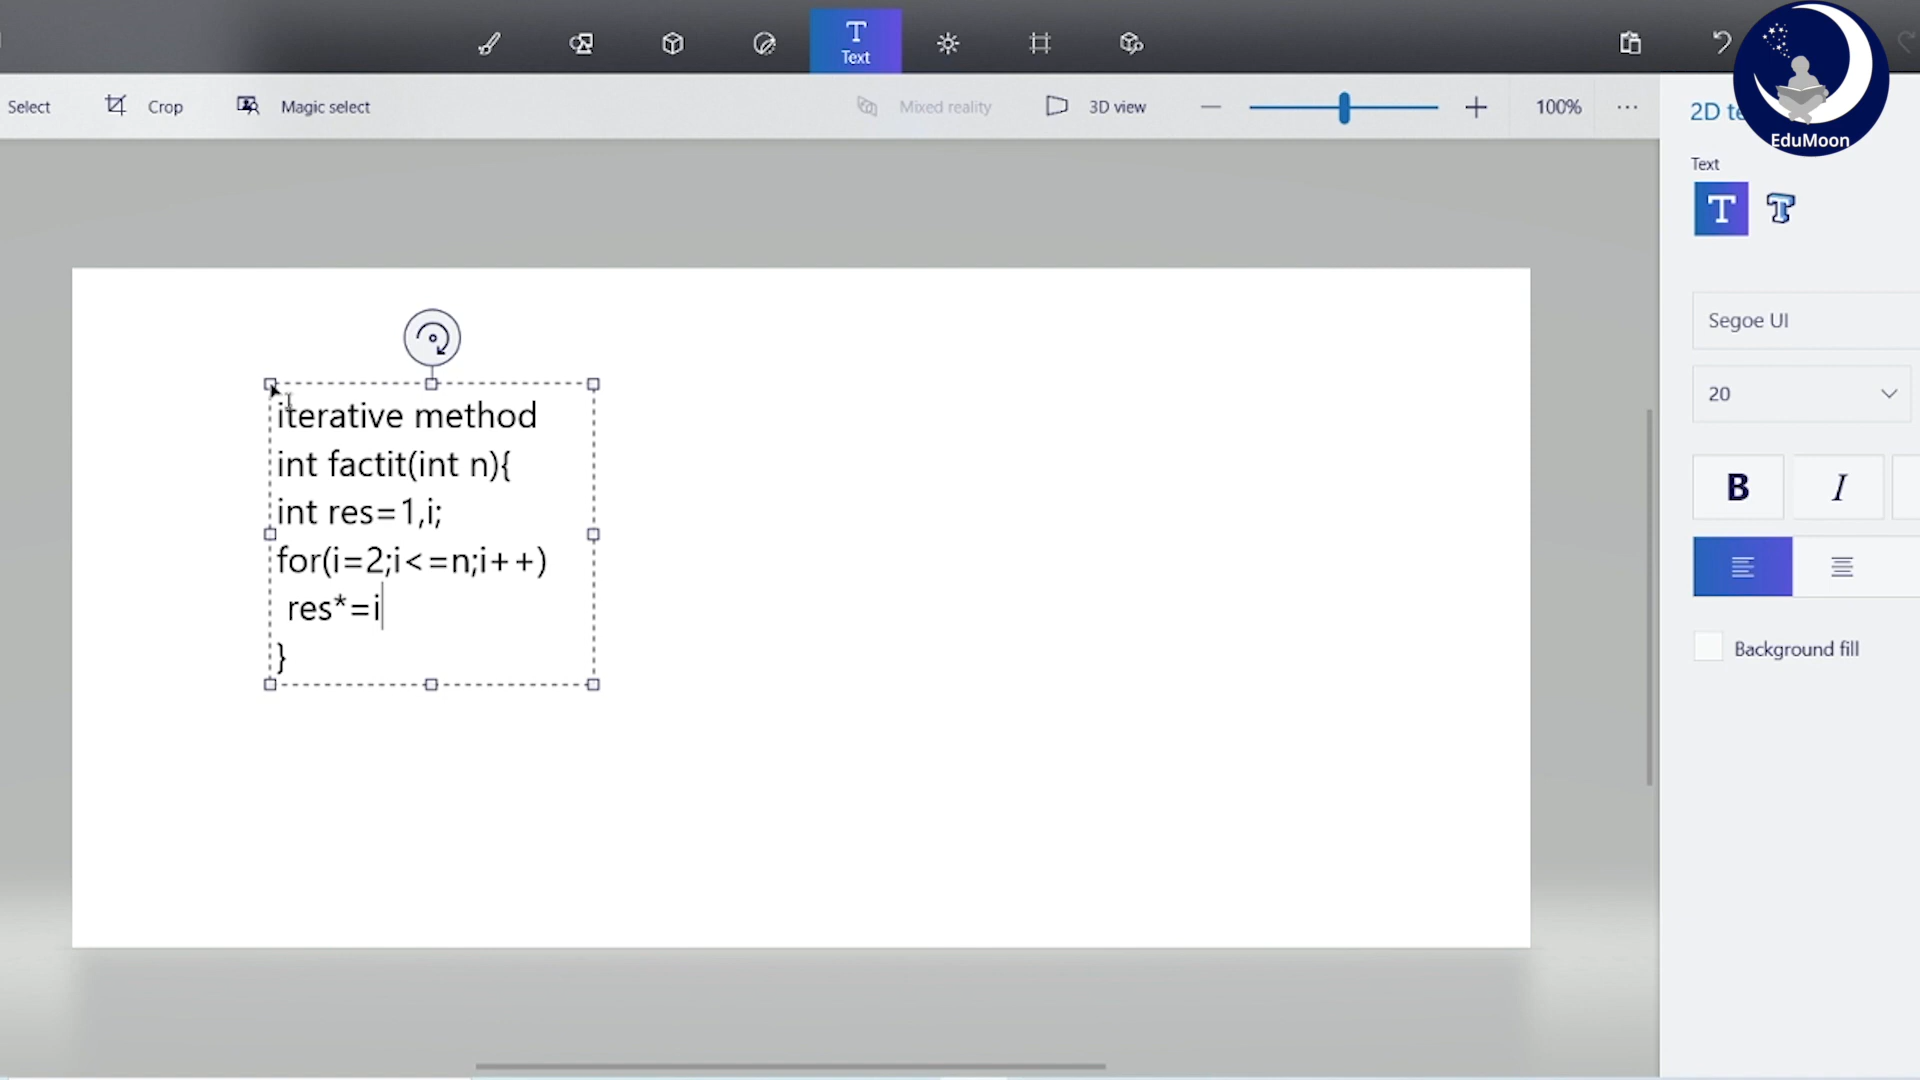 Text
Select
Crop
Magic select
Mixed reality
3D view
100%
2D
EduMoon
Text
T
T
Segoe UI
20
B
I
Background fill
iterative method
int factit(int n){
int res=1,i;
for(i=2;i<=n;i++)
res*=i
}